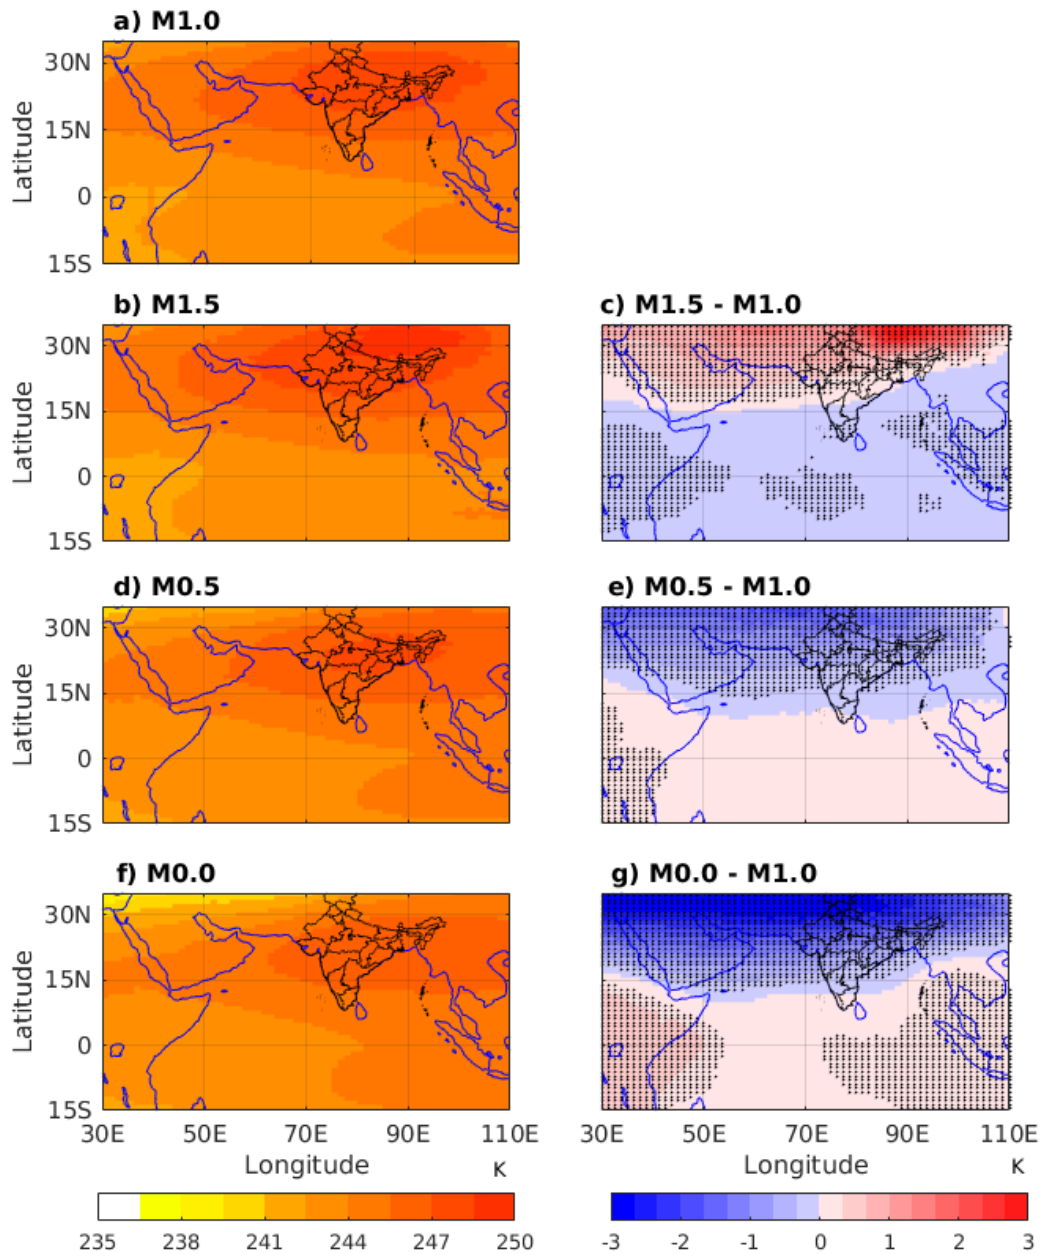 a) M1.0
30N
15N
0
15S
Latitude
b) M1.5
30N
15N
0
15S
Latitude
c) M1.5 - M1.0
d) M0.5
30N
15N
0
15S
Latitude
e) M0.5 - M1.0
f) M0.0
30N
15N
0
15S
Latitude
30E 50E 70E 90E 110E
Longitude
K
g) M0.0 - M1.0
30E 50E 70E 90E 110E
Longitude
K
235 238 241 244 247 250
-3 -2 -1 0 1 2 3